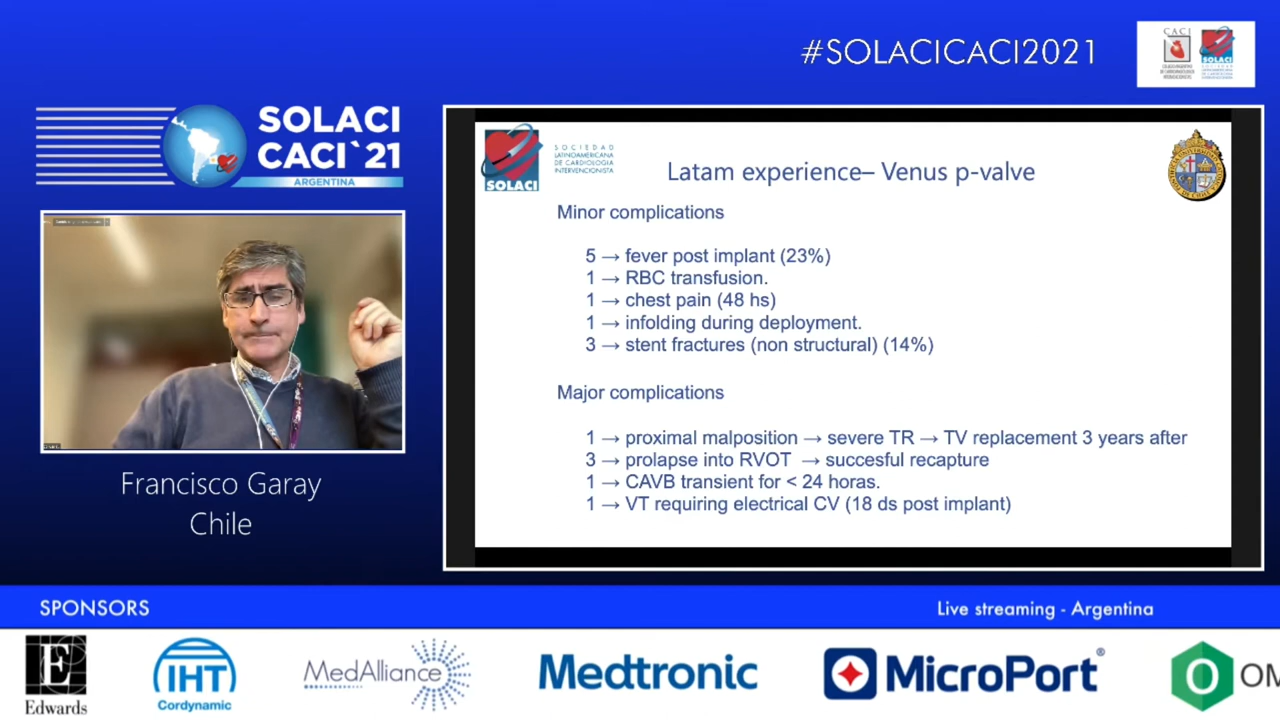 #SOLACICACI2021
CACI
SOLACI
SOLACI
CACI`21
ARGENTINA
SOLACI
SOCIEDAD
LATINOAMERICANA
DE CARDIOLOGÍA
INTERVENCIONISTA
Latam experience– Venus p-valve
Minor complications
5 → fever post implant (23%)
1 → RBC transfusion.
1 → chest pain (48 hs)
1 → infolding during deployment.
3 → stent fractures (non structural) (14%)
Major complications
1 → proximal malposition → severe TR → TV replacement 3 years after
3 → prolapse into RVOT → succesful recapture
1 → CAVB transient for < 24 horas.
1 → VT requiring electrical CV (18 ds post implant)
Francisco Garay
Chile
SPONSORS
Live streaming - Argentina
E
Edwards
IHT
Cordynamic
MedAlliance
Medtronic
MicroPort®
OM